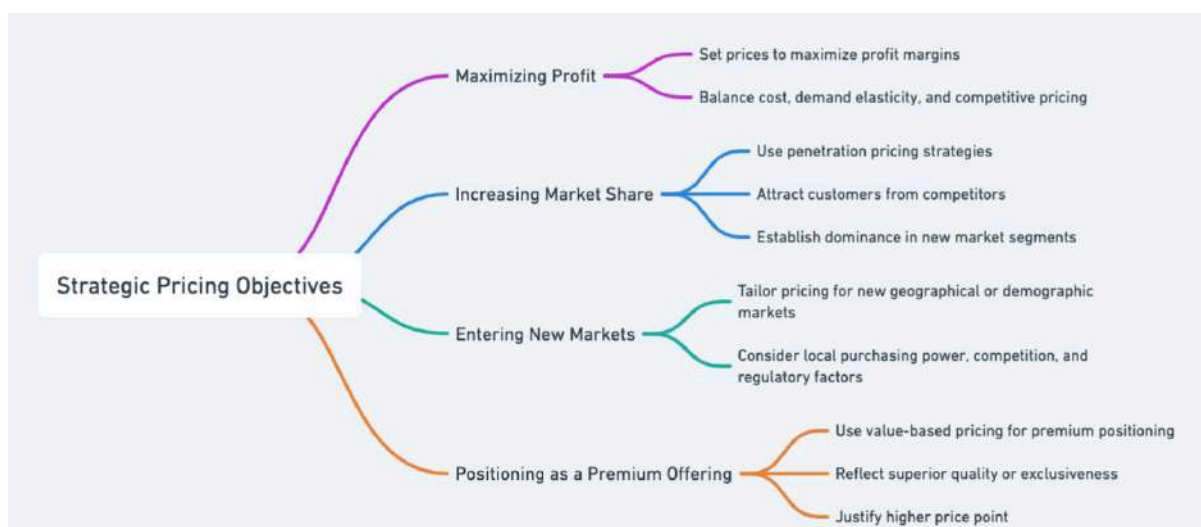 Strategic Pricing Objectives
Maximizing Profit
Set prices to maximize profit margins
Balance cost, demand elasticity, and competitive pricing
Increasing Market Share
Use penetration pricing strategies
Attract customers from competitors
Establish dominance in new market segments
Entering New Markets
Tailor pricing for new geographical or demographic
markets
Consider local purchasing power, competition, and
regulatory factors
Positioning as a Premium Offering
Use value-based pricing for premium positioning
Reflect superior quality or exclusiveness
Justify higher price point